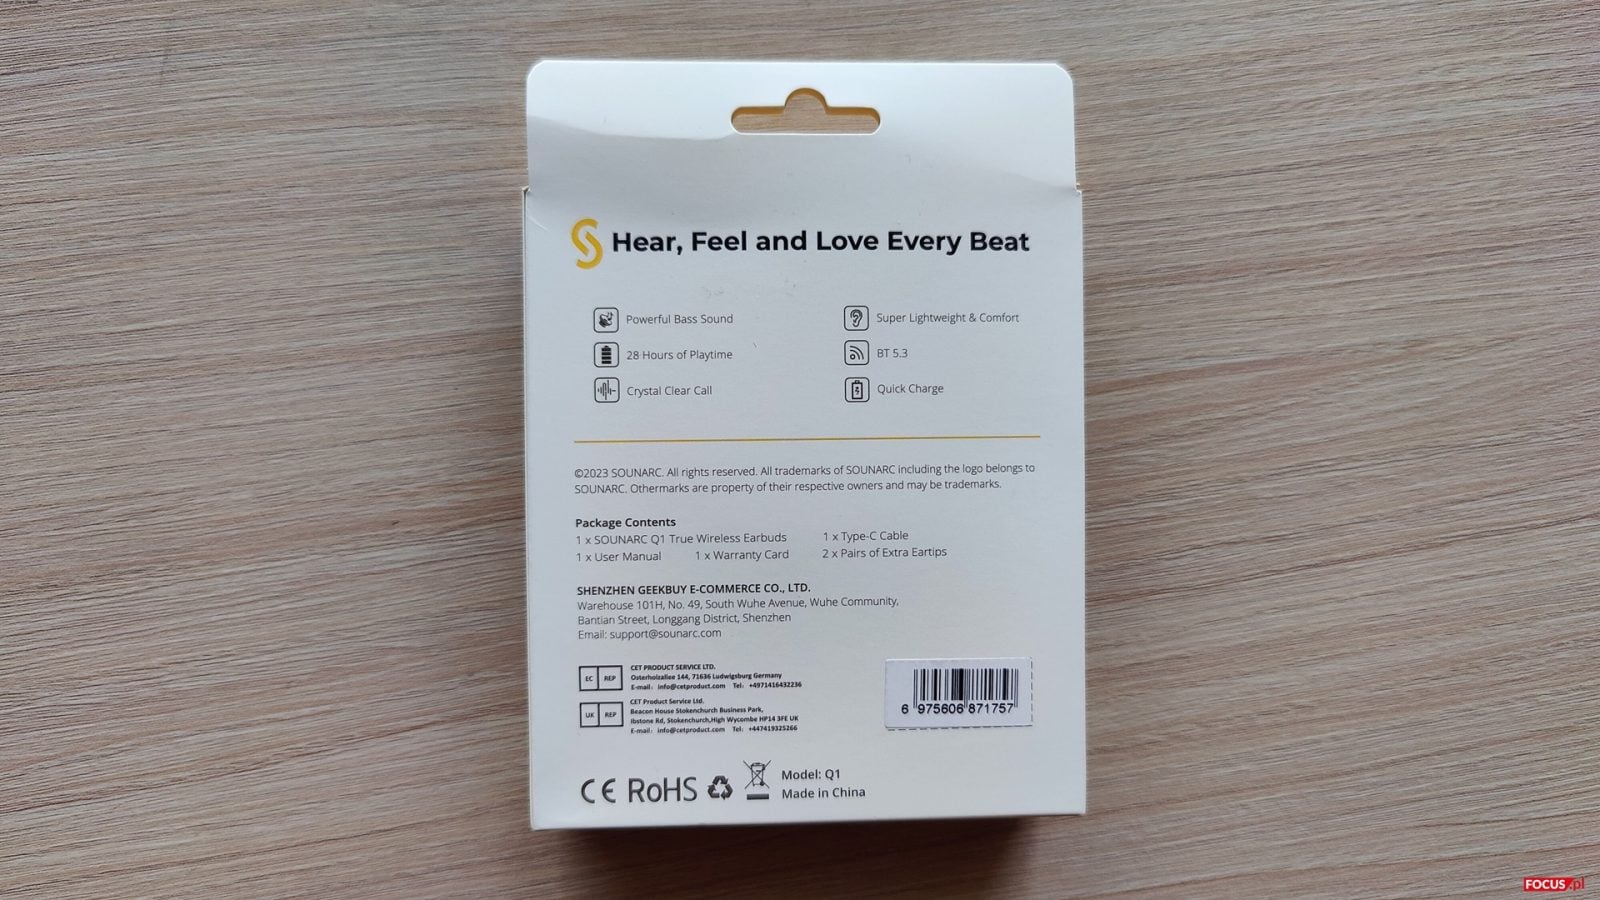 Hear, Feel and Love Every Beat
Powerful Bass Sound
Super Lightweight & Comfort
28 Hours of Playtime
BT 5.3
Crystal Clear Call
Quick Charge
©2023 SOUNARC. All rights reserved. All trademarks of SOUNARC including the logo belongs to
SOUNARC. Othermarks are property of their respective owners and may be trademarks.
Package Contents
1 x SOUNARC Q1 True Wireless Earbuds 1 x Type-C Cable
1 x User Manual 1 x Warranty Card 2 x Pairs of Extra Eartips
SHENZHEN GEEKBUY E-COMMERCE CO., LTD.
Warehouse 101H, No. 49, South Wuhe Avenue, Wuhe Community,
Bantian Street, Longgang District, Shenzhen
Email: support@sounarc.com
EC REP
CET PRODUCT SERVICE LTD.
Osterholzallee 144, 71636 Ludwigsburg Germany
E-mail: info@cetproduct.com Tel: +4971416432236
UK REP
CET Product Service Ltd.
Beacon House Stokenchurch Business Park,
Ibstone Rd, Stokenchurch,High Wycombe HP14 3FE UK
E-mail: info@cetproduct.com Tel: +447419325266
6 975606 871757
CE RoHS
Model: Q1
Made in China
FOCUS.pl